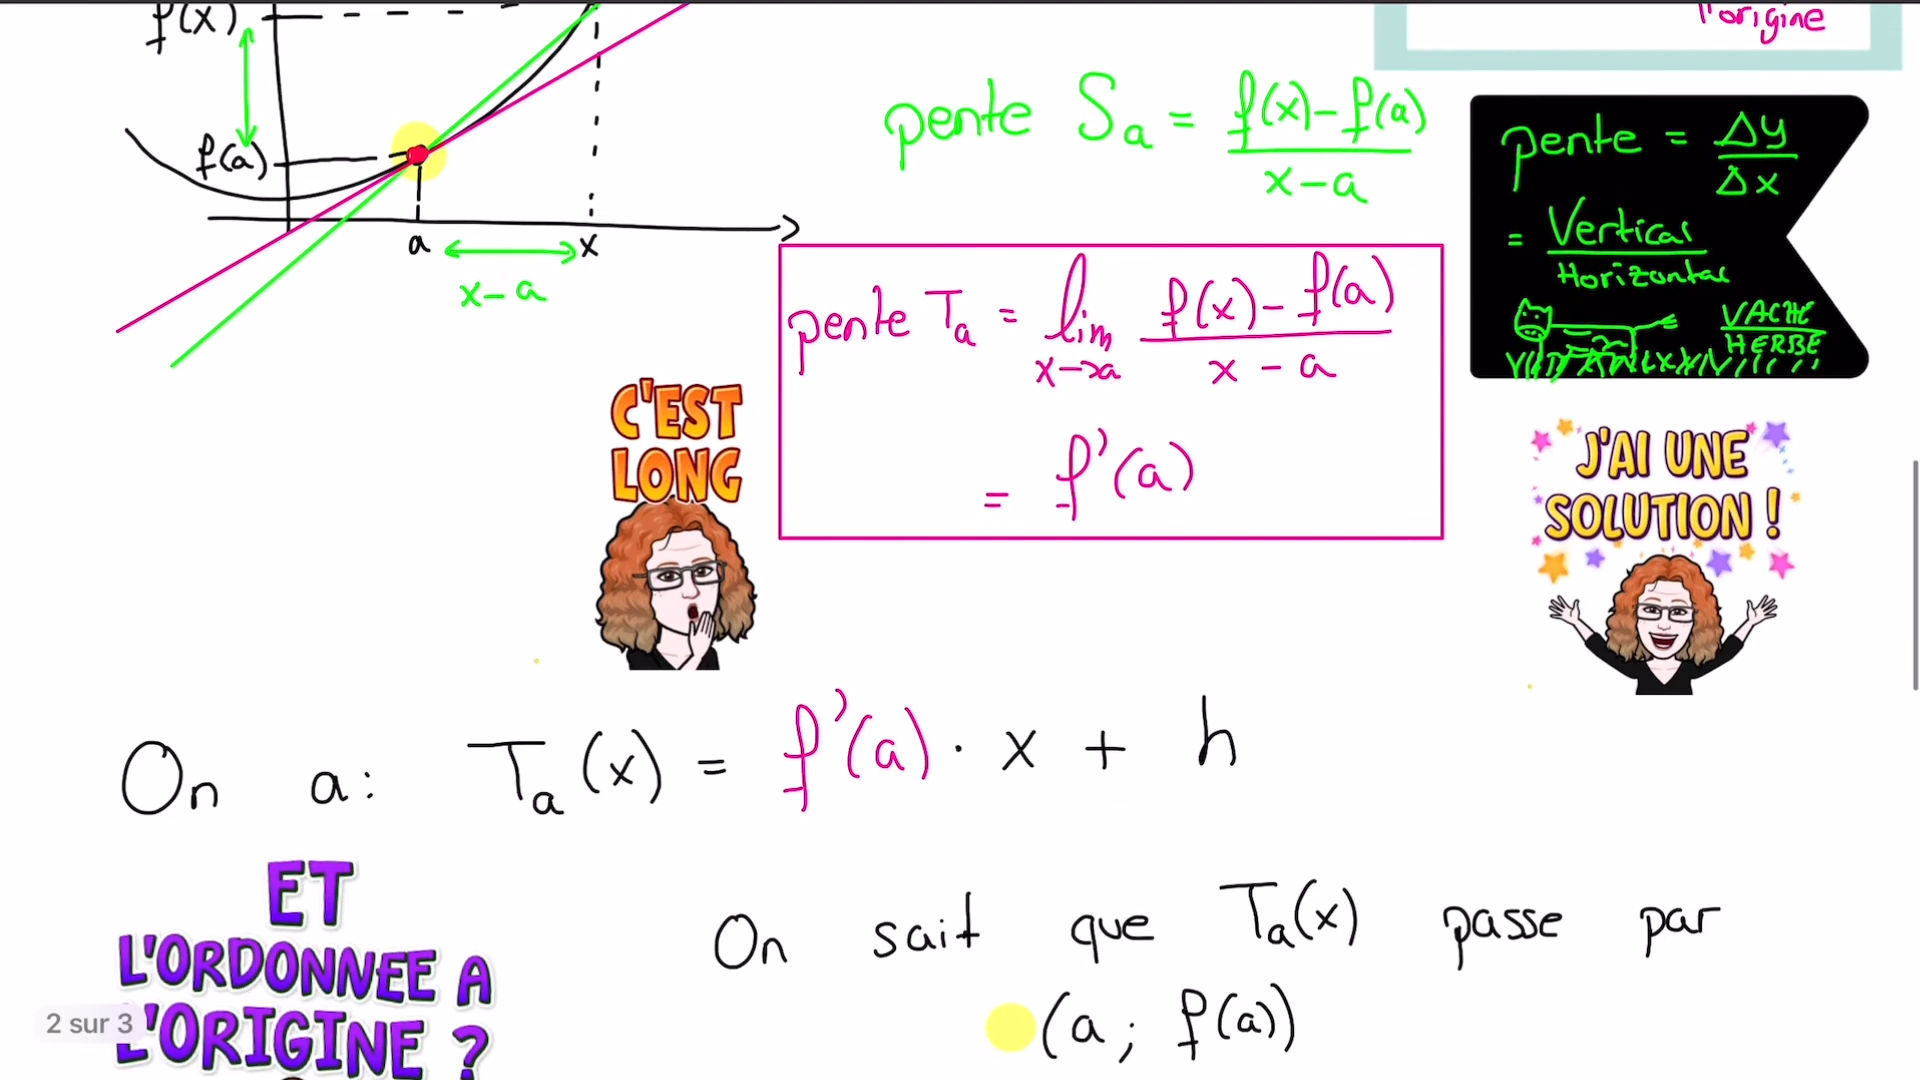 f(x)
l'origine
f(a)
a
x
x-a
pente Sa = f(x)-f(a)
x-a
pente = Δy
Δx
= Vertical
Horizontal
VACHE
HERBE
pente Ta = lim f(x)-f(a)
x→a x-a
= f'(a)
C'EST
LONG
J'AI UNE
SOLUTION !
On a: Ta(x) = f'(a) · x + h
ET
L'ORDONNEE A
L'ORIGINE ?
On sait que Ta(x) passe par
(a ; f(a))
2 sur 3